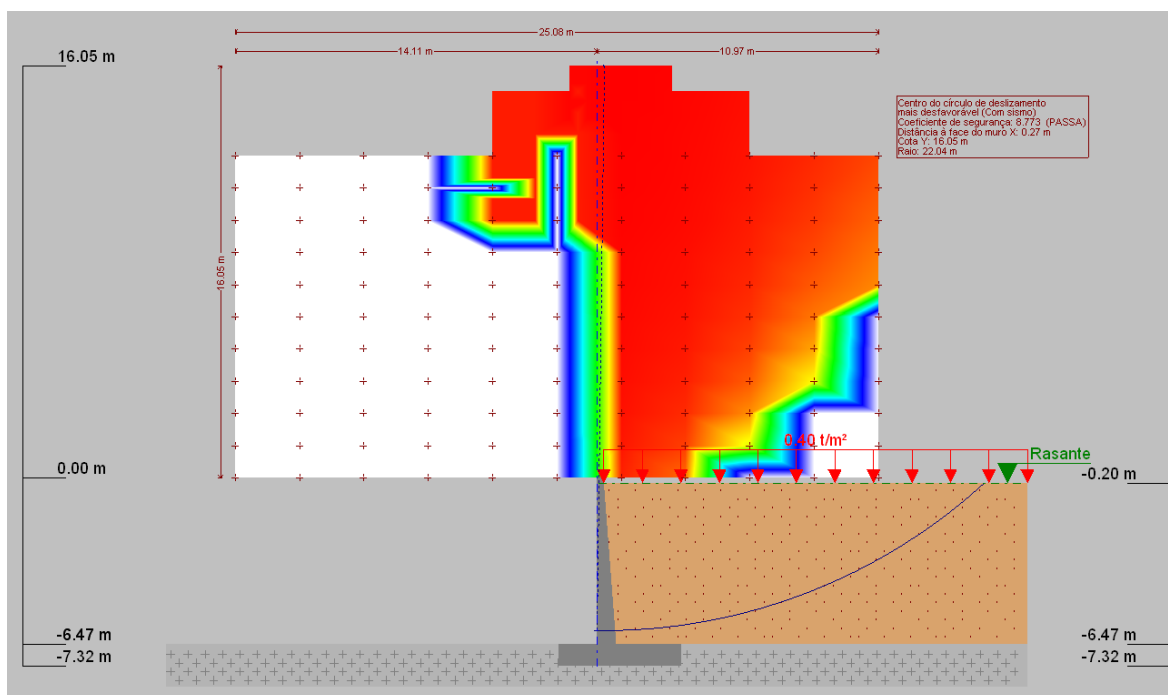 25.08 m
14.11 m
10.97 m
16.05 m
16.05 m
Centro do círculo de deslizamento
mais desfavorável (Com sismo)
Coeficiente de segurança: 8.773 (PASSA)
Distância à face do muro X: 0.27 m
Cota Y: 16.05 m
Raio: 22.04 m
0.40 t/m²
Rasante
0.00 m
-0.20 m
-6.47 m
-6.47 m
-7.32 m
-7.32 m